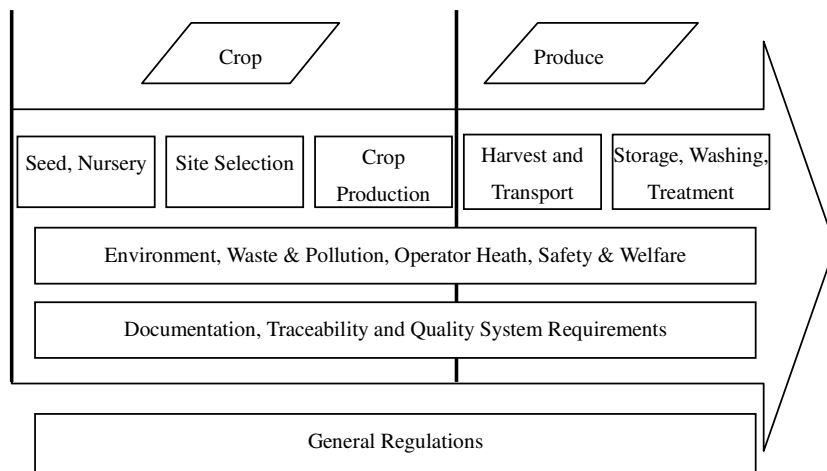 Crop
Produce
Seed, Nursery
Site Selection
Crop
Production
Harvest and
Transport
Storage, Washing,
Treatment
Environment, Waste & Pollution, Operator Heath, Safety & Welfare
Documentation, Traceability and Quality System Requirements
General Regulations